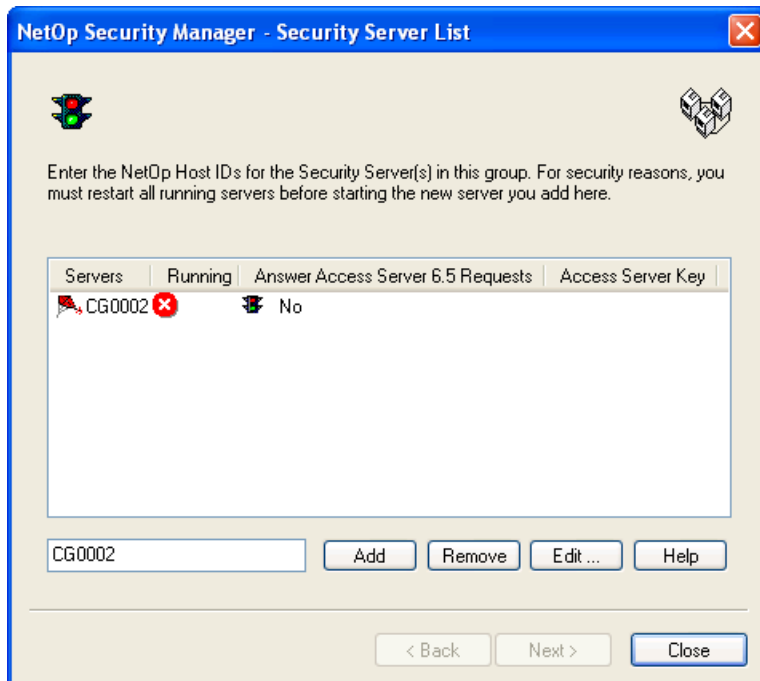 NetOp Security Manager - Security Server List
Enter the NetOp Host IDs for the Security Server(s) in this group. For security reasons, you
must restart all running servers before starting the new server you add here.
Servers Running Answer Access Server 6.5 Requests Access Server Key
CG0002 No
CG0002 Add Remove Edit ... Help
< Back Next > Close